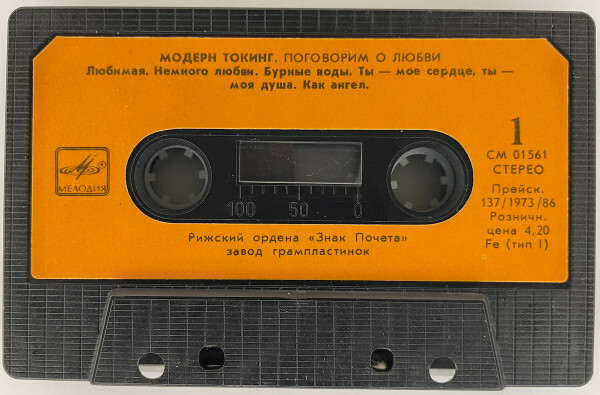 МОДЕРН ТОКИНГ. ПОГОВОРИМ О ЛЮБВИ
Любимая. Немного любви. Бурные воды. Ты — мое сердце, ты —
моя душа. Как ангел.
МЕЛОДИЯ
1
СМ 01561
СТЕРЕО
Прейск.
137/1973/86
Розничн.
цена 4,20
Fe (тип I)
100 50 0
Рижский ордена «Знак Почета»
завод грампластинок